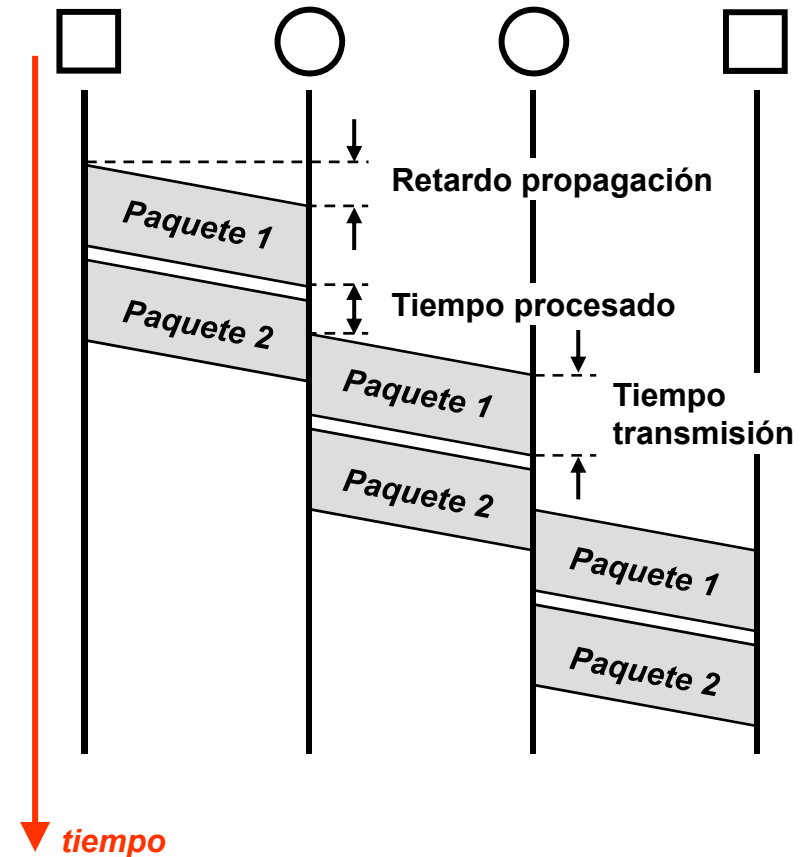 Retardo propagación
Paquete 1
Tiempo procesado
Paquete 2
Paquete 1
Tiempo
transmisión
Paquete 2
Paquete 1
Paquete 2
tiempo